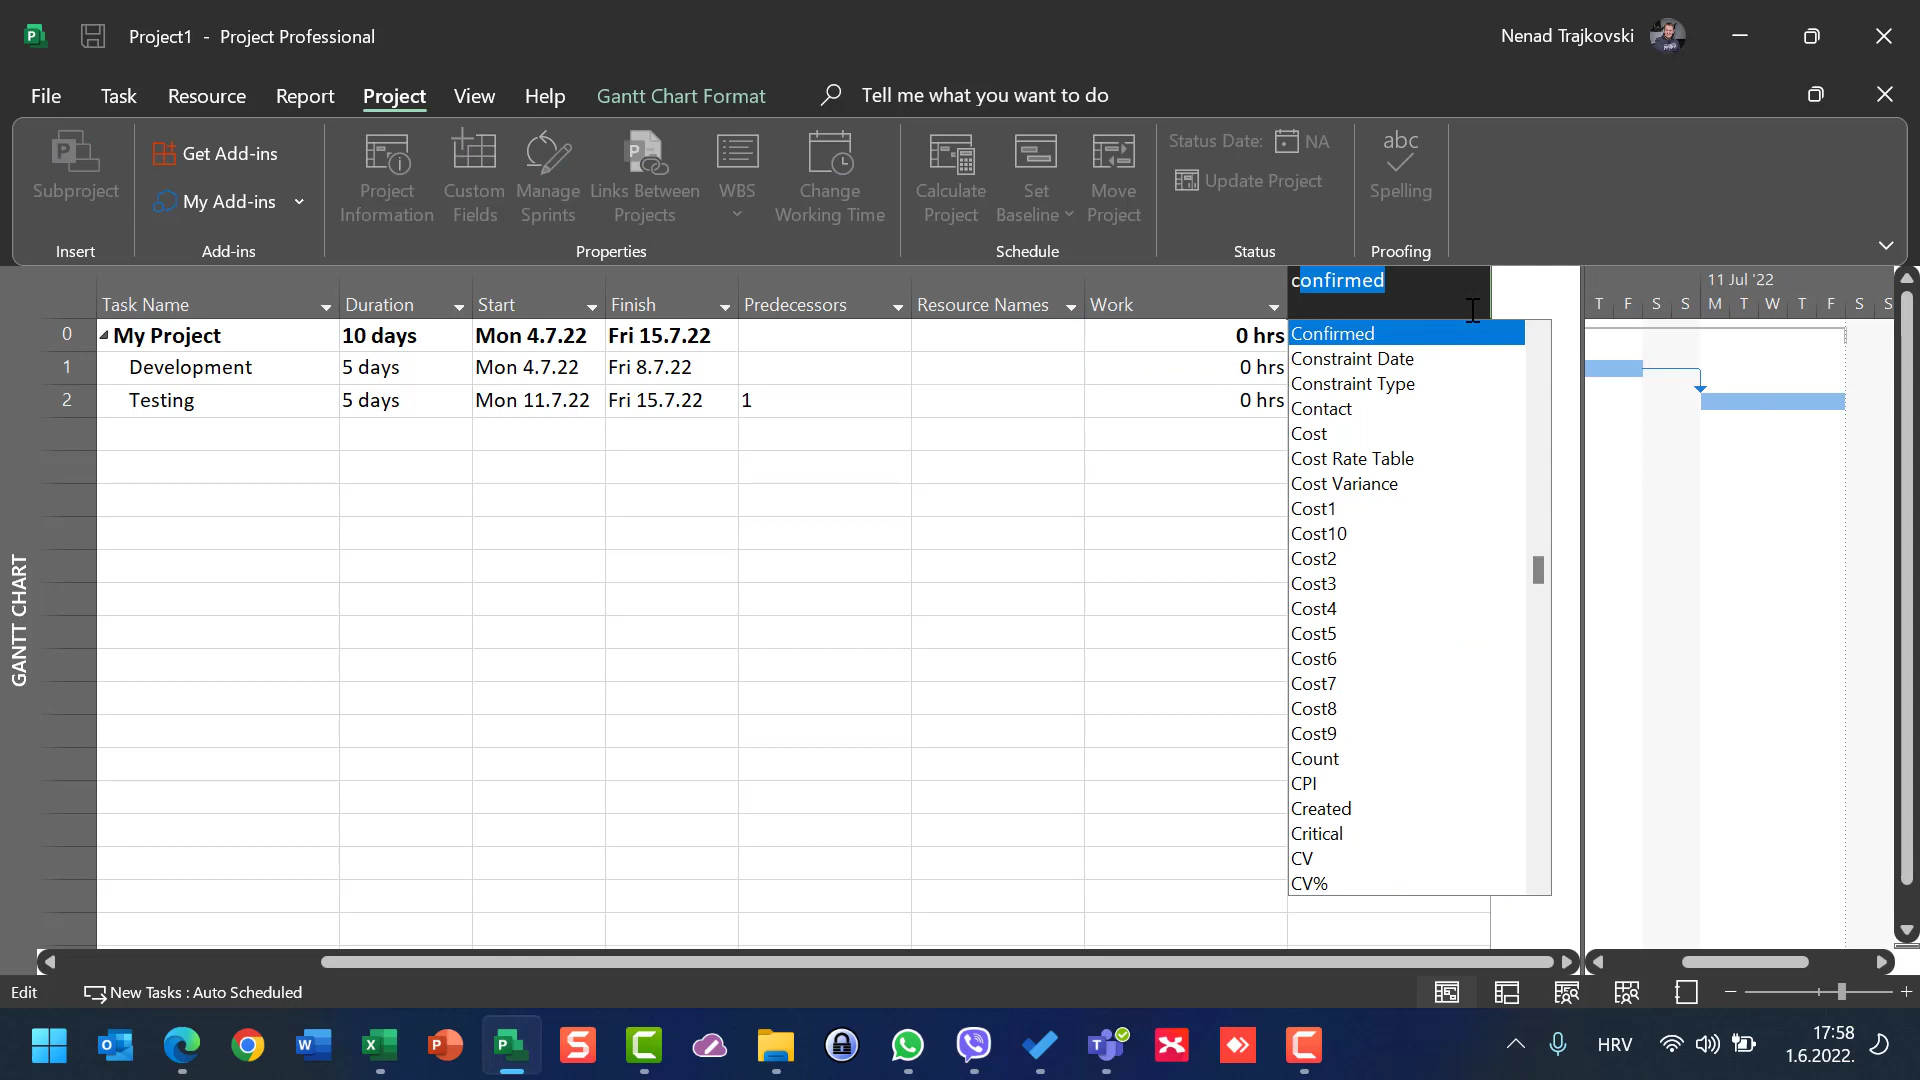 Project1 - Project Professional
Nenad Trajkovski
File Task Resource Report Project View Help Gantt Chart Format Tell me what you want to do
Subproject
Insert
Get Add-ins
My Add-ins
Add-ins
Project Information
Custom Fields
Manage Sprints
Links Between Projects
WBS
Change Working Time
Properties
Calculate Project
Set Baseline
Move Project
Schedule
Status Date: NA
Update Project
Status
abc
Spelling
Proofing
confirmed
11 Jul '22
Task Name Duration Start Finish Predecessors Resource Names Work
T F S S M T W T F S S
0 My Project 10 days Mon 4.7.22 Fri 15.7.22 0 hrs
1 Development 5 days Mon 4.7.22 Fri 8.7.22 0 hrs
2 Testing 5 days Mon 11.7.22 Fri 15.7.22 1 0 hrs
Confirmed
Constraint Date
Constraint Type
Contact
Cost
Cost Rate Table
Cost Variance
Cost1
Cost10
Cost2
Cost3
Cost4
Cost5
Cost6
Cost7
Cost8
Cost9
Count
CPI
Created
Critical
CV
CV%
GANTT CHART
Edit New Tasks : Auto Scheduled
HRV
17:58
1.6.2022.